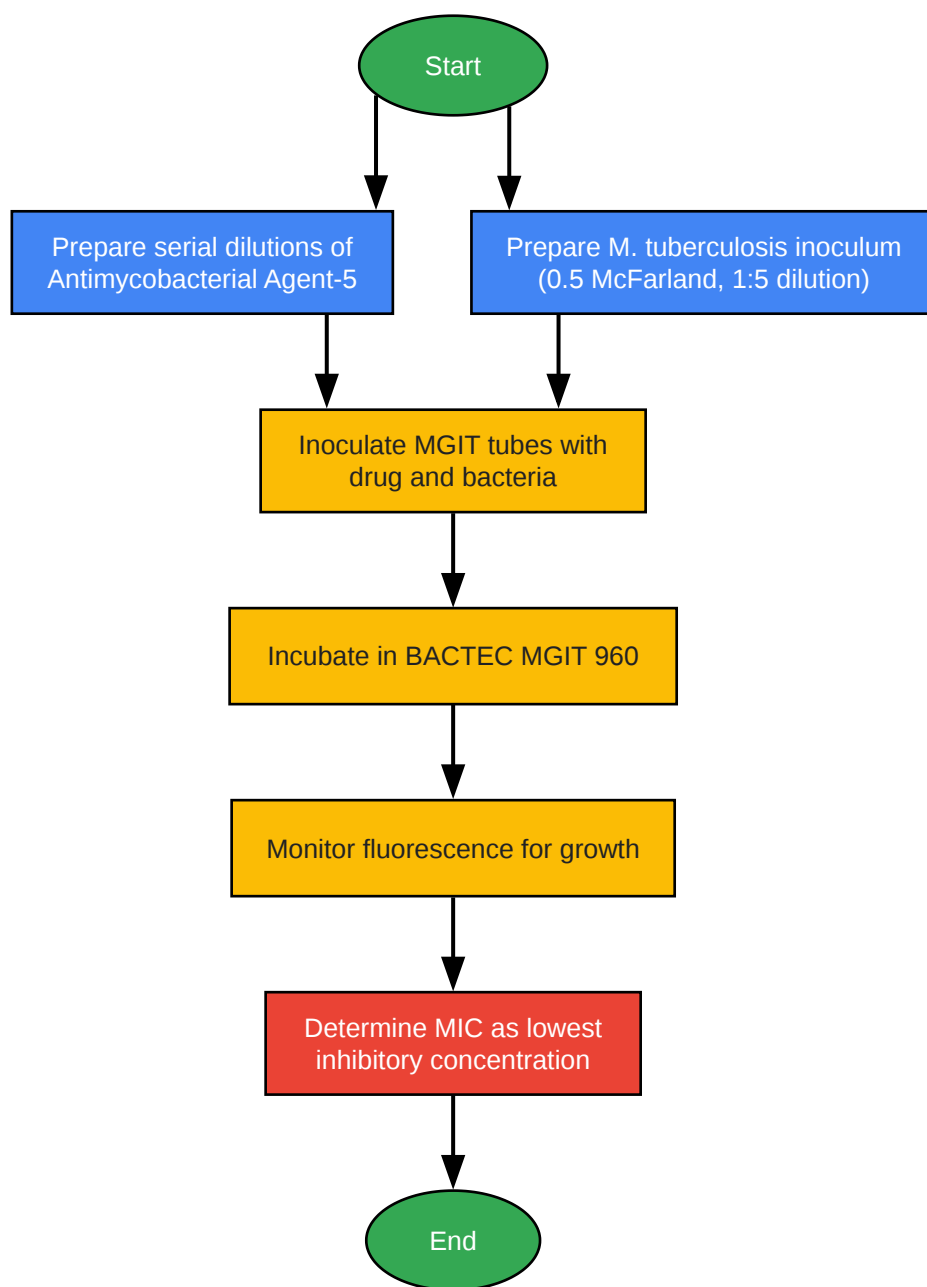 Start
Prepare serial dilutions of
Antimycobacterial Agent-5
Prepare M. tuberculosis inoculum
(0.5 McFarland, 1:5 dilution)
Inoculate MGIT tubes with
drug and bacteria
Incubate in BACTEC MGIT 960
Monitor fluorescence for growth
Determine MIC as lowest
inhibitory concentration
End